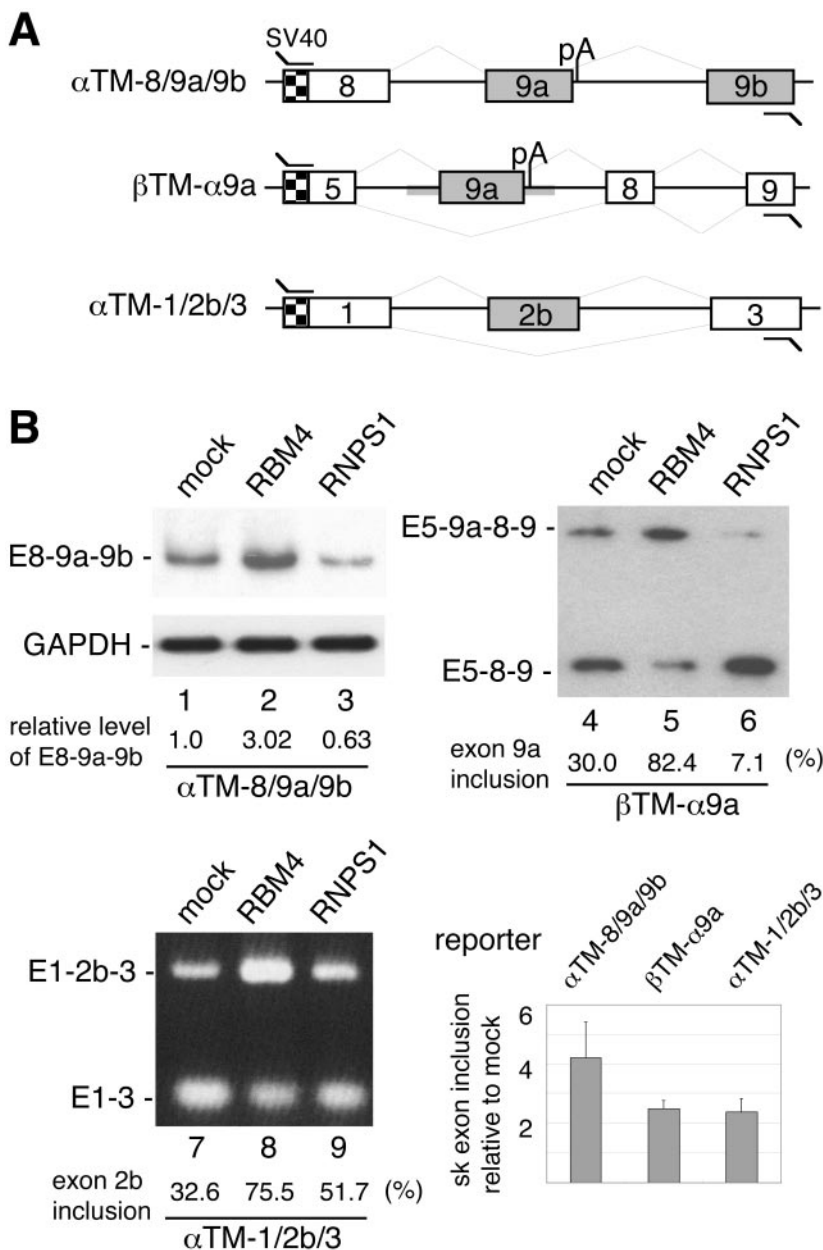 A
SV40
αTM-8/9a/9b
8
9a
pA
9b
βTM-α9a
5
9a
pA
8
9
αTM-1/2b/3
1
2b
3
B
mock
RBM4
RNPS1
E8-9a-9b -
GAPDH -
1 2 3
relative level
of E8-9a-9b
1.0 3.02 0.63
αTM-8/9a/9b
mock
RBM4
RNPS1
E5-9a-8-9 -
E5-8-9 -
4 5 6
exon 9a
inclusion
30.0 82.4 7.1 (%)
βTM-α9a
mock
RBM4
RNPS1
E1-2b-3 -
E1-3 -
7 8 9
exon 2b
inclusion
32.6 75.5 51.7 (%)
αTM-1/2b/3
reporter
αTM-8/9a/9b
βTM-α9a
αTM-1/2b/3
sk exon inclusion
relative to mock
6
4
2